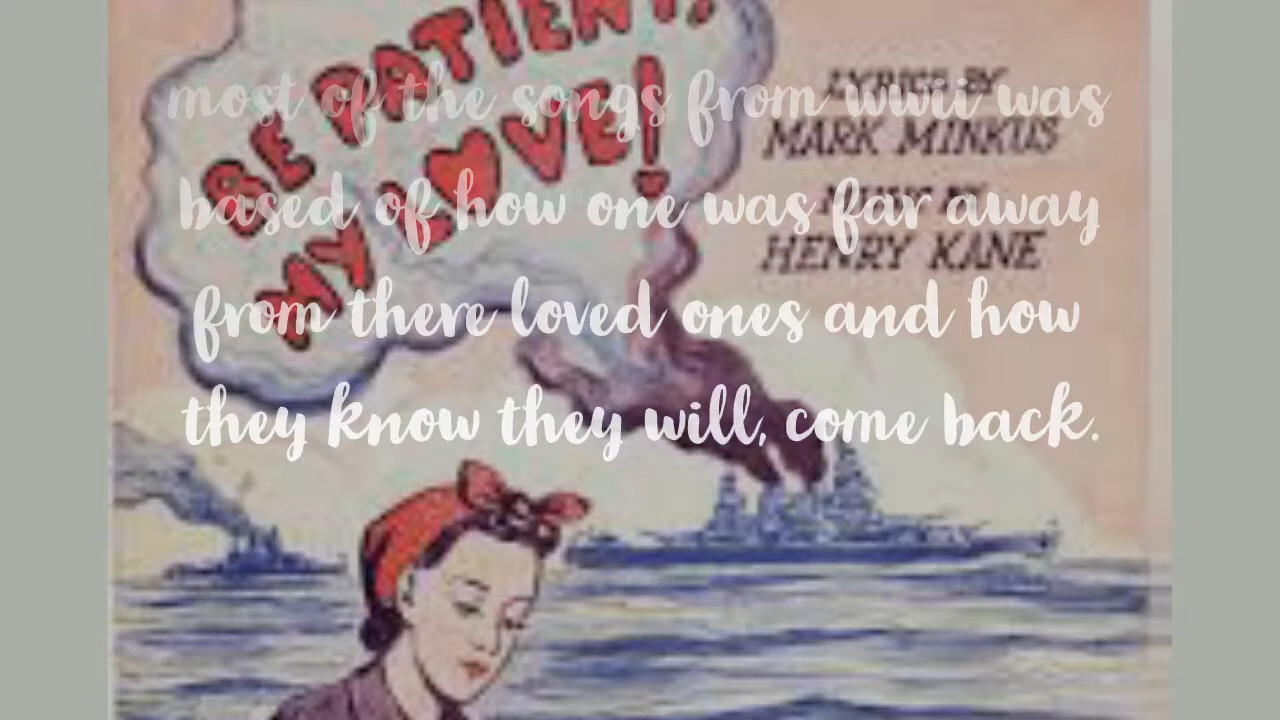 BE PATIENT,
MY LOVE!
LYRICS BY
MARK MINKUS
MUSIC BY
HENRY KANE
most of the songs from wwii was
based of how one was far away
from there loved ones and how
they know they will, come back.